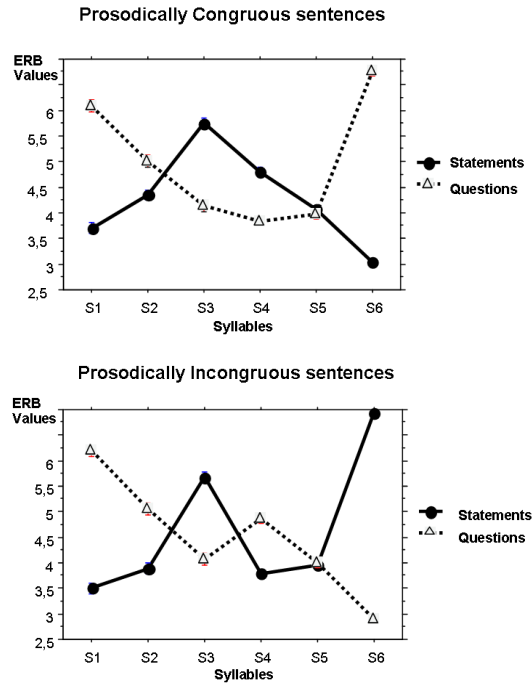 Prosodically Congruous sentences
ERB
Values
6
5,5
5
4,5
4
3,5
3
2,5
S1 S2 S3 S4 S5 S6
Syllables
Statements
Questions
Prosodically Incongruous sentences
ERB
Values
6
5,5
5
4,5
4
3,5
3
2,5
S1 S2 S3 S4 S5 S6
Syllables
Statements
Questions